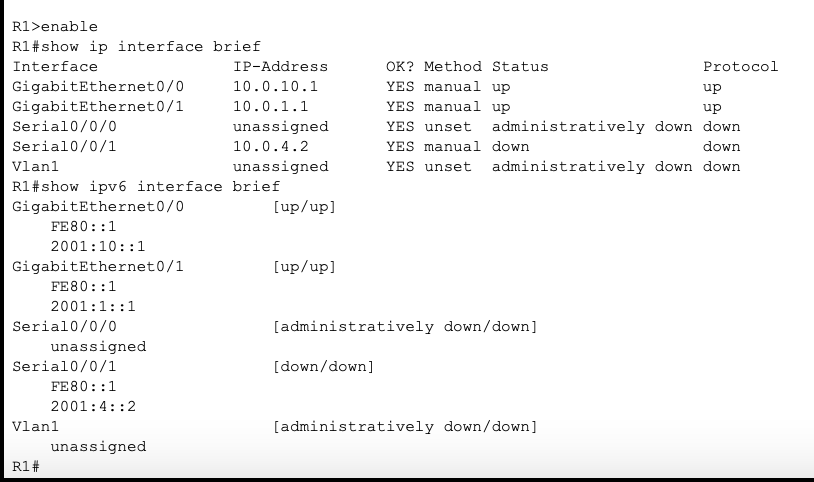 R1>enable
R1#show ip interface brief
Interface              IP-Address      OK? Method Status                Protocol
GigabitEthernet0/0     10.0.10.1       YES manual up                    up
GigabitEthernet0/1     10.0.1.1        YES manual up                    up
Serial0/0/0            unassigned      YES unset  administratively down down
Serial0/0/1            10.0.4.2        YES manual down                  down
Vlan1                  unassigned      YES unset  administratively down down
R1#show ipv6 interface brief
GigabitEthernet0/0         [up/up]
    FE80::1
    2001:10::1
GigabitEthernet0/1         [up/up]
    FE80::1
    2001:1::1
Serial0/0/0                [administratively down/down]
    unassigned
Serial0/0/1                [down/down]
    FE80::1
    2001:4::2
Vlan1                      [administratively down/down]
    unassigned
R1#